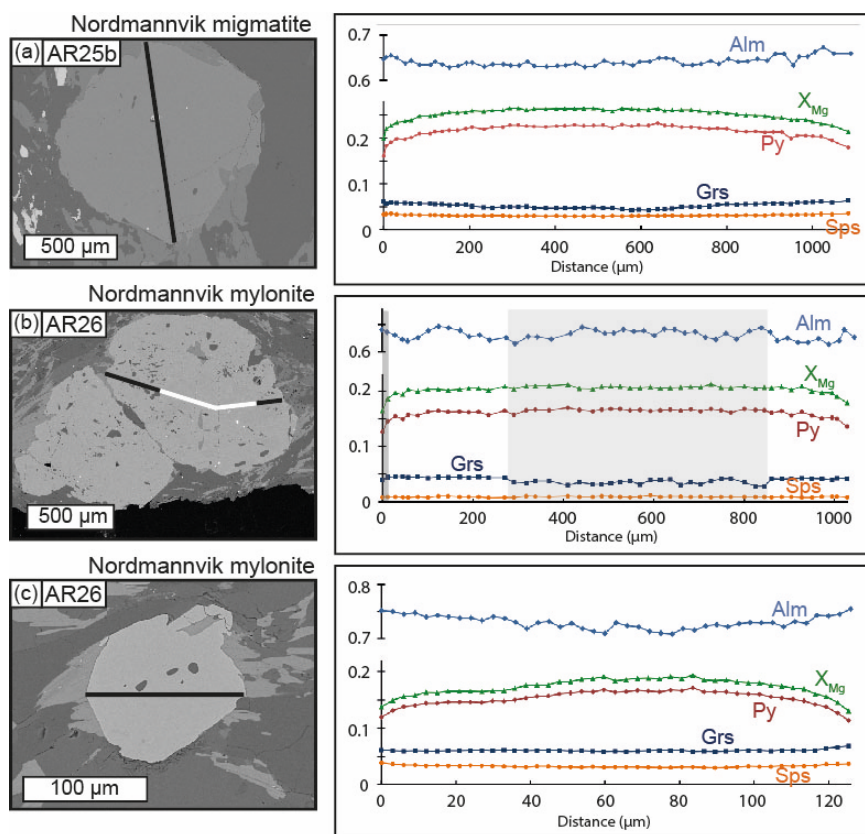 Nordmannvik migmatite
(a) AR25b
500 µm
0.7
0.6
0.2
0.1
0
Alm
XMg
Py
Grs
Sps
0 200 400 600 800 1000
Distance (µm)
Nordmannvik mylonite
(b) AR26
500 µm
0.6
0.2
0.1
0
Alm
XMg
Py
Grs
Sps
0 200 400 600 800 1000
Distance (µm)
Nordmannvik mylonite
(c) AR26
100 µm
0.8
0.7
0.2
0.15
0.1
0.05
0
Alm
XMg
Py
Grs
Sps
0 20 40 60 80 100 120
Distance (µm)